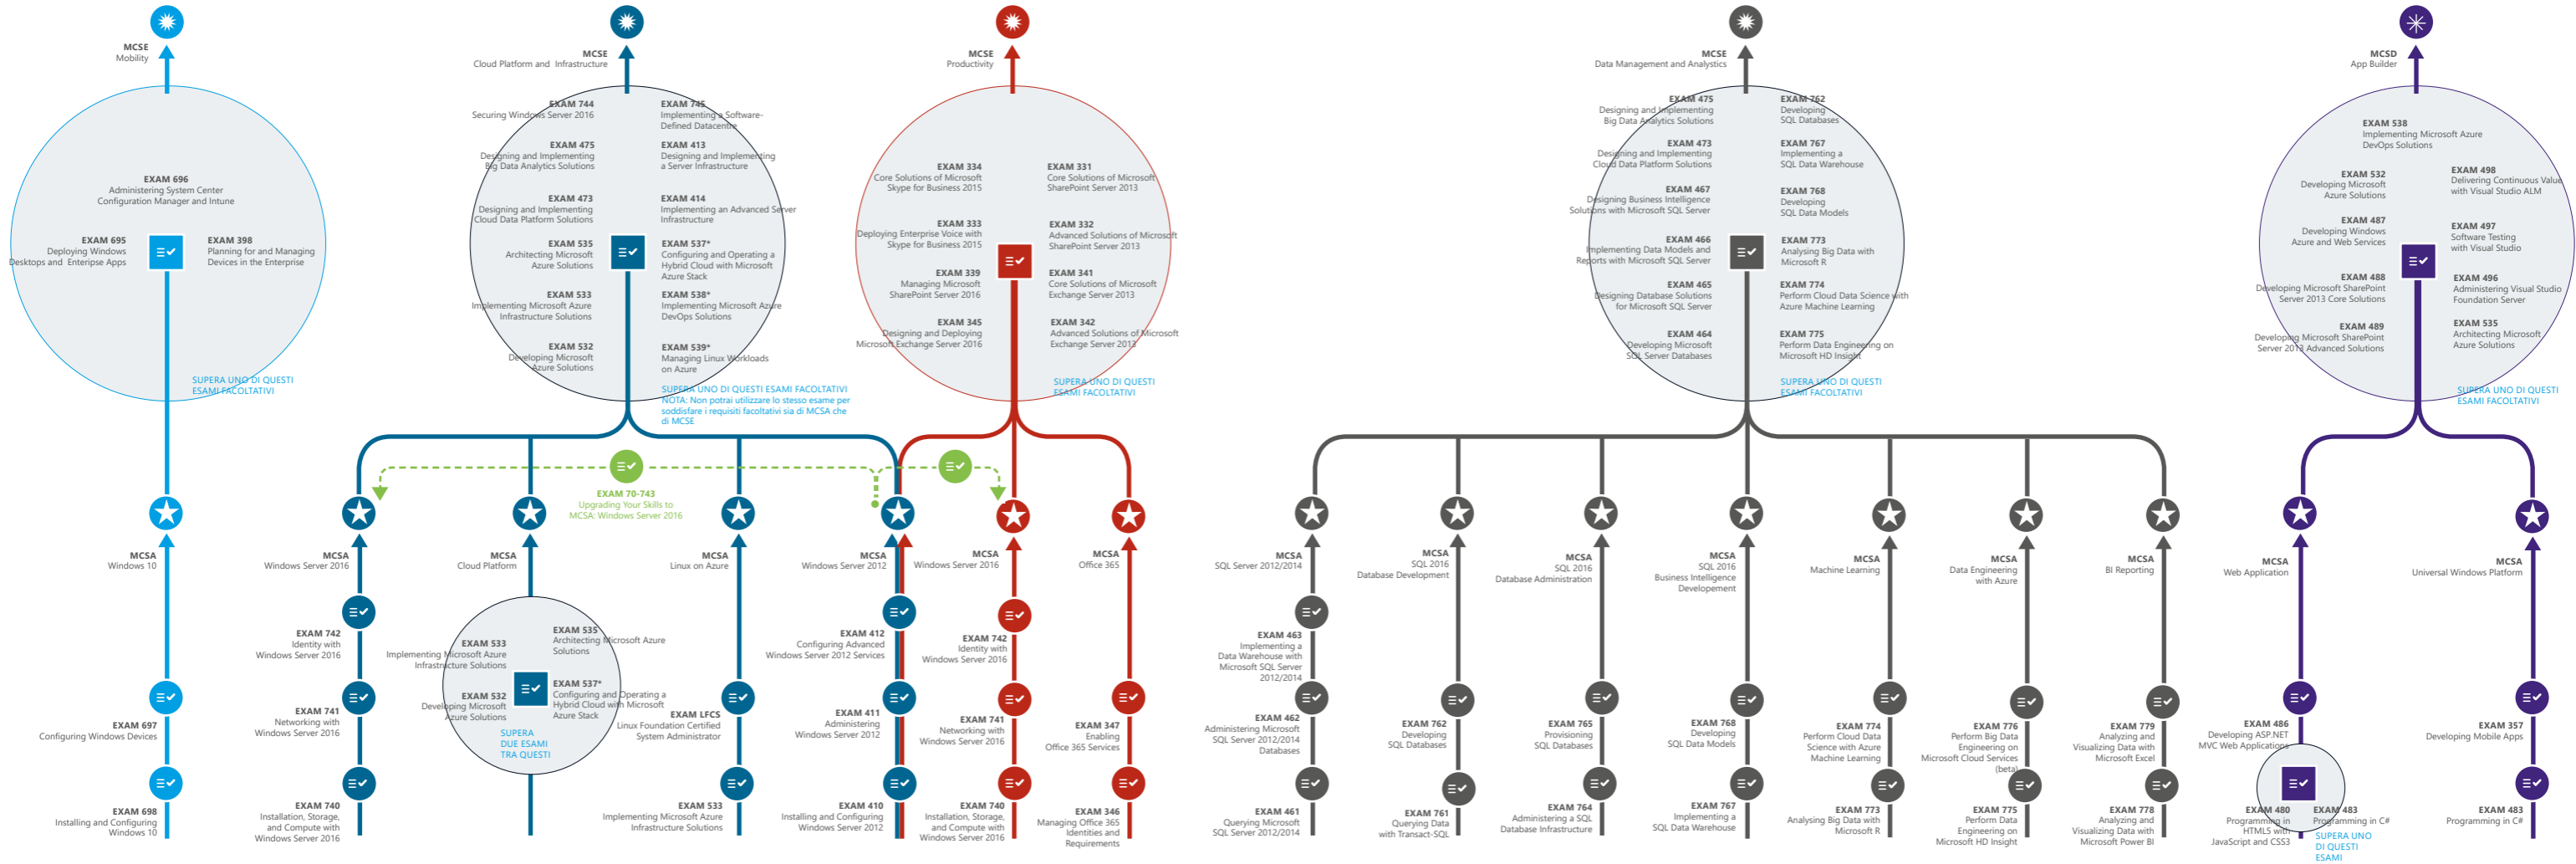 MCSE
Mobility
EXAM 696
Administering System Center
Configuration Manager and Intune
EXAM 695
Deploying Windows
Desktops and Enteripse Apps
EXAM 398
Planning for and Managing
Devices in the Enterprise
SUPERA UNO DI QUESTI
ESAMI FACOLTATIVI
MCSA
Windows 10
EXAM 697
Configuring Windows Devices
EXAM 698
Installing and Configuring
Windows 10
MCSE
Cloud Platform and Infrastructure
EXAM 744
Securing Windows Server 2016
EXAM 475
Designing and Implementing
Big Data Analytics Solutions
EXAM 473
Designing and Implementing
Cloud Data Platform Solutions
EXAM 535
Architecting Microsoft
Azure Solutions
EXAM 533
Implementing Microsoft Azure
Infrastructure Solutions
EXAM 532
Developing Microsoft
Azure Solutions
EXAM 745
Implementing a Software-
Defined Datacentre
EXAM 413
Designing and Implementing
a Server Infrastructure
EXAM 414
Implementing an Advanced Server
Infrastructure
EXAM 537*
Configuring and Operating a
Hybrid Cloud with Microsoft
Azure Stack
EXAM 538*
Implementing Microsoft Azure
DevOps Solutions
EXAM 539*
Managing Linux Workloads
on Azure
SUPERA UNO DI QUESTI ESAMI FACOLTATIVI
NOTA: Non potrai utilizzare lo stesso esame per
soddisfare i requisiti facoltativi sia di MCSA che
di MCSE
EXAM 70-743
Upgrading Your Skills to
MCSA: Windows Server 2016
MCSA
Windows Server 2016
EXAM 742
Identity with
Windows Server 2016
EXAM 741
Networking with
Windows Server 2016
EXAM 740
Installation, Storage,
and Compute with
Windows Server 2016
MCSA
Cloud Platform
EXAM 533
Implementing Microsoft Azure
Infrastructure Solutions
EXAM 532
Developing Microsoft
Azure Solutions
EXAM 535
Architecting Microsoft Azure
Solutions
EXAM 537*
Configuring and Operating a
Hybrid Cloud with Microsoft
Azure Stack
SUPERA
DUE ESAMI
TRA QUESTI
MCSA
Linux on Azure
EXAM LFCS
Linux Foundation Certified
System Administrator
EXAM 533
Implementing Microsoft Azure
Infrastructure Solutions
MCSA
Windows Server 2012
EXAM 412
Configuring Advanced
Windows Server 2012 Services
EXAM 411
Administering
Windows Server 2012
EXAM 410
Installing and Configuring
Windows Server 2012
MCSE
Productivity
EXAM 334
Core Solutions of Microsoft
Skype for Business 2015
EXAM 333
Deploying Enterprise Voice with
Skype for Business 2015
EXAM 339
Managing Microsoft
SharePoint Server 2016
EXAM 345
Designing and Deploying
Microsoft Exchange Server 2016
EXAM 331
Core Solutions of Microsoft
SharePoint Server 2013
EXAM 332
Advanced Solutions of Microsoft
SharePoint Server 2013
EXAM 341
Core Solutions of Microsoft
Exchange Server 2013
EXAM 342
Advanced Solutions of Microsoft
Exchange Server 2013
SUPERA UNO DI QUESTI
ESAMI FACOLTATIVI
MCSA
Windows Server 2016
EXAM 742
Identity with
Windows Server 2016
EXAM 741
Networking with
Windows Server 2016
EXAM 740
Installation, Storage,
and Compute with
Windows Server 2016
MCSA
Office 365
EXAM 347
Enabling
Office 365 Services
EXAM 346
Managing Office 365
Identities and
Requirements
MCSE
Data Management and Analytics
EXAM 475
Designing and Implementing
Big Data Analytics Solutions
EXAM 473
Designing and Implementing
Cloud Data Platform Solutions
EXAM 467
Designing Business Intelligence
Solutions with Microsoft SQL Server
EXAM 466
Implementing Data Models and
Reports with Microsoft SQL Server
EXAM 465
Designing Database Solutions
for Microsoft SQL Server
EXAM 464
Developing Microsoft
SQL Server Databases
EXAM 762
Developing
SQL Databases
EXAM 767
Implementing a
SQL Data Warehouse
EXAM 768
Developing
SQL Data Models
EXAM 773
Analysing Big Data with
Microsoft R
EXAM 774
Perform Cloud Data Science with
Azure Machine Learning
EXAM 775
Perform Data Engineering on
Microsoft HD Insight
SUPERA UNO DI QUESTI
ESAMI FACOLTATIVI
MCSA
SQL Server 2012/2014
EXAM 463
Implementing a
Data Warehouse with
Microsoft SQL Server
2012/2014
EXAM 462
Administering Microsoft
SQL Server 2012/2014
Databases
EXAM 461
Querying Microsoft
SQL Server 2012/2014
MCSA
SQL 2016
Database Development
EXAM 762
Developing
SQL Databases
EXAM 761
Querying Data
with Transact-SQL
MCSA
SQL 2016
Database Administration
EXAM 765
Provisioning
SQL Databases
EXAM 764
Administering a SQL
Database Infrastructure
MCSA
SQL 2016
Business Intelligence
Developement
EXAM 768
Developing
SQL Data Models
EXAM 767
Implementing a
SQL Data Warehouse
MCSA
Machine Learning
EXAM 774
Perform Cloud Data
Science with Azure
Machine Learning
EXAM 773
Analysing Big Data with
Microsoft R
MCSA
Data Engineering
with Azure
EXAM 776
Perform Big Data
Engineering on
Microsoft Cloud Services
(beta)
EXAM 775
Perform Data
Engineering on
Microsoft HD Insight
MCSA
BI Reporting
EXAM 779
Analyzing and
Visualizing Data with
Microsoft Excel
EXAM 778
Analyzing and
Visualizing Data with
Microsoft Power BI
MCSD
App Builder
EXAM 538
Implementing Microsoft Azure
DevOps Solutions
EXAM 532
Developing Microsoft
Azure Solutions
EXAM 487
Developing Windows
Azure and Web Services
EXAM 488
Developing Microsoft SharePoint
Server 2013 Core Solutions
EXAM 489
Developing Microsoft SharePoint
Server 2013 Advanced Solutions
EXAM 498
Delivering Continuous Value
with Visual Studio ALM
EXAM 497
Software Testing
with Visual Studio
EXAM 496
Administering Visual Studio
Foundation Server
EXAM 535
Architecting Microsoft
Azure Solutions
SUPERA UNO DI QUESTI
ESAMI FACOLTATIVI
MCSA
Web Application
EXAM 486
Developing ASP.NET
MVC Web Applications
EXAM 480
Programming in
HTML5 with
JavaScript and CSS3
EXAM 483
Programming in C#
SUPERA UNO
DI QUESTI
ESAMI
MCSA
Universal Windows Platform
EXAM 357
Developing Mobile Apps
EXAM 483
Programming in C#